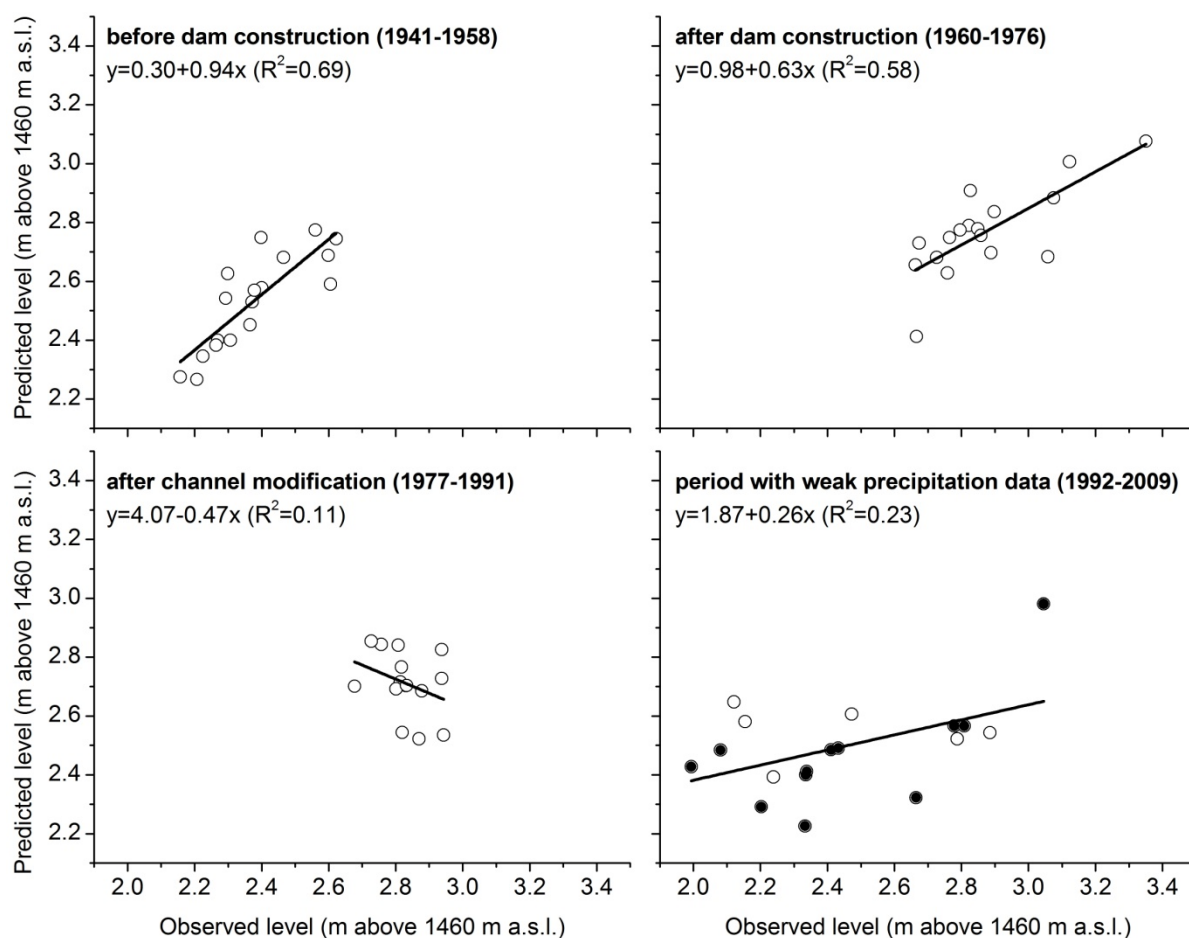 before dam construction (1941-1958)
y=0.30+0.94x (R²=0.69)
Predicted level (m above 1460 m a.s.l.)
3.4
3.2
3.0
2.8
2.6
2.4
2.2
after dam construction (1960-1976)
y=0.98+0.63x (R²=0.58)
after channel modification (1977-1991)
y=4.07-0.47x (R²=0.11)
Predicted level (m above 1460 m a.s.l.)
3.4
3.2
3.0
2.8
2.6
2.4
2.2
2.0 2.2 2.4 2.6 2.8 3.0 3.2 3.4
Observed level (m above 1460 m a.s.l.)
period with weak precipitation data (1992-2009)
y=1.87+0.26x (R²=0.23)
2.0 2.2 2.4 2.6 2.8 3.0 3.2 3.4
Observed level (m above 1460 m a.s.l.)